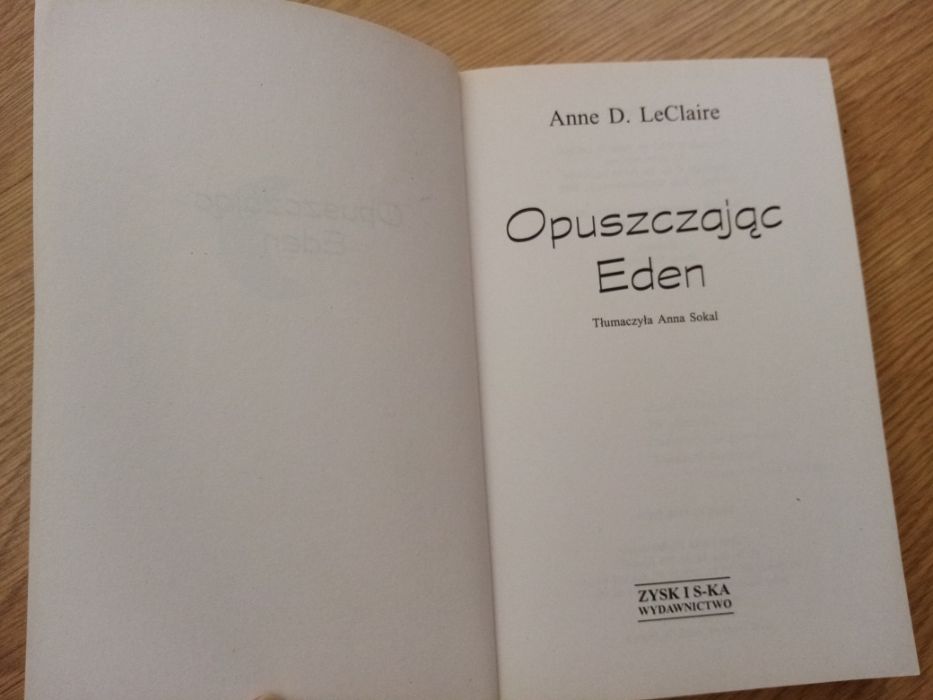 Anne D. LeClaire
Opuszczając
Eden
Tłumaczyła Anna Sokal
ZYSK I S-KA
WYDAWNICTWO